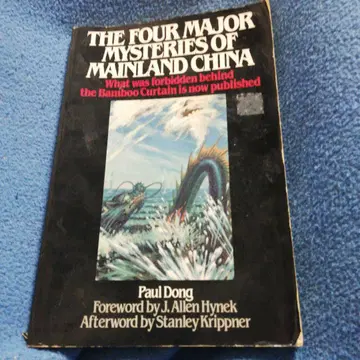 THE FOUR MAJOR
MYSTERIES OF
MAINLAND CHINA
What was forbidden behind
the Bamboo Curtain is now published
Paul Dong
Foreword by J. Allen Hynek
Afterword by Stanley Krippner